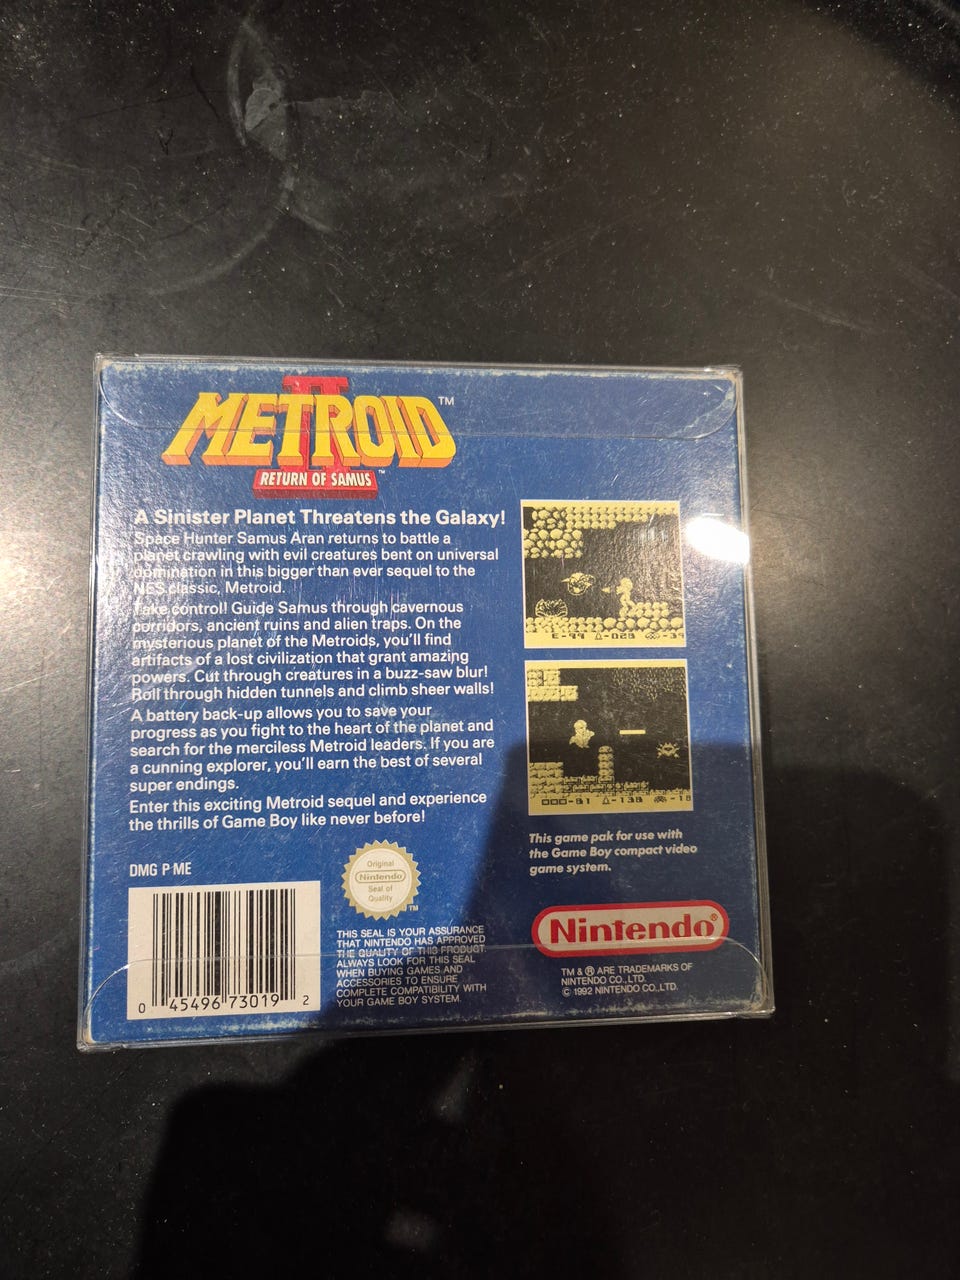 METROID™
II
RETURN OF SAMUS™
A Sinister Planet Threatens the Galaxy!
Space Hunter Samus Aran returns to battle a
planet crawling with evil creatures bent on universal
domination in this bigger than ever sequel to the
NES classic, Metroid.
Take control! Guide Samus through cavernous
corridors, ancient ruins and alien traps. On the
mysterious planet of the Metroids, you'll find
artifacts of a lost civilization that grant amazing
powers. Cut through creatures in a buzz-saw blur!
Roll through hidden tunnels and climb sheer walls!
A battery back-up allows you to save your
progress as you fight to the heart of the planet and
search for the merciless Metroid leaders. If you are
a cunning explorer, you'll earn the best of several
super endings.
Enter this exciting Metroid sequel and experience
the thrills of Game Boy like never before!
E-99 -029 -39
-91 -138 -18
This game pak for use with
the Game Boy compact video
game system.
DMG P ME
0 45496 73019 2
Original
Nintendo
Seal of
Quality
TM
THIS SEAL IS YOUR ASSURANCE
THAT NINTENDO HAS APPROVED
THE QUALITY OF THIS PRODUCT.
ALWAYS LOOK FOR THIS SEAL
WHEN BUYING GAMES AND
ACCESSORIES TO ENSURE
COMPLETE COMPATIBILITY WITH
YOUR GAME BOY SYSTEM.
Nintendo®
TM & ® ARE TRADEMARKS OF
NINTENDO CO., LTD.
© 1992 NINTENDO CO., LTD.